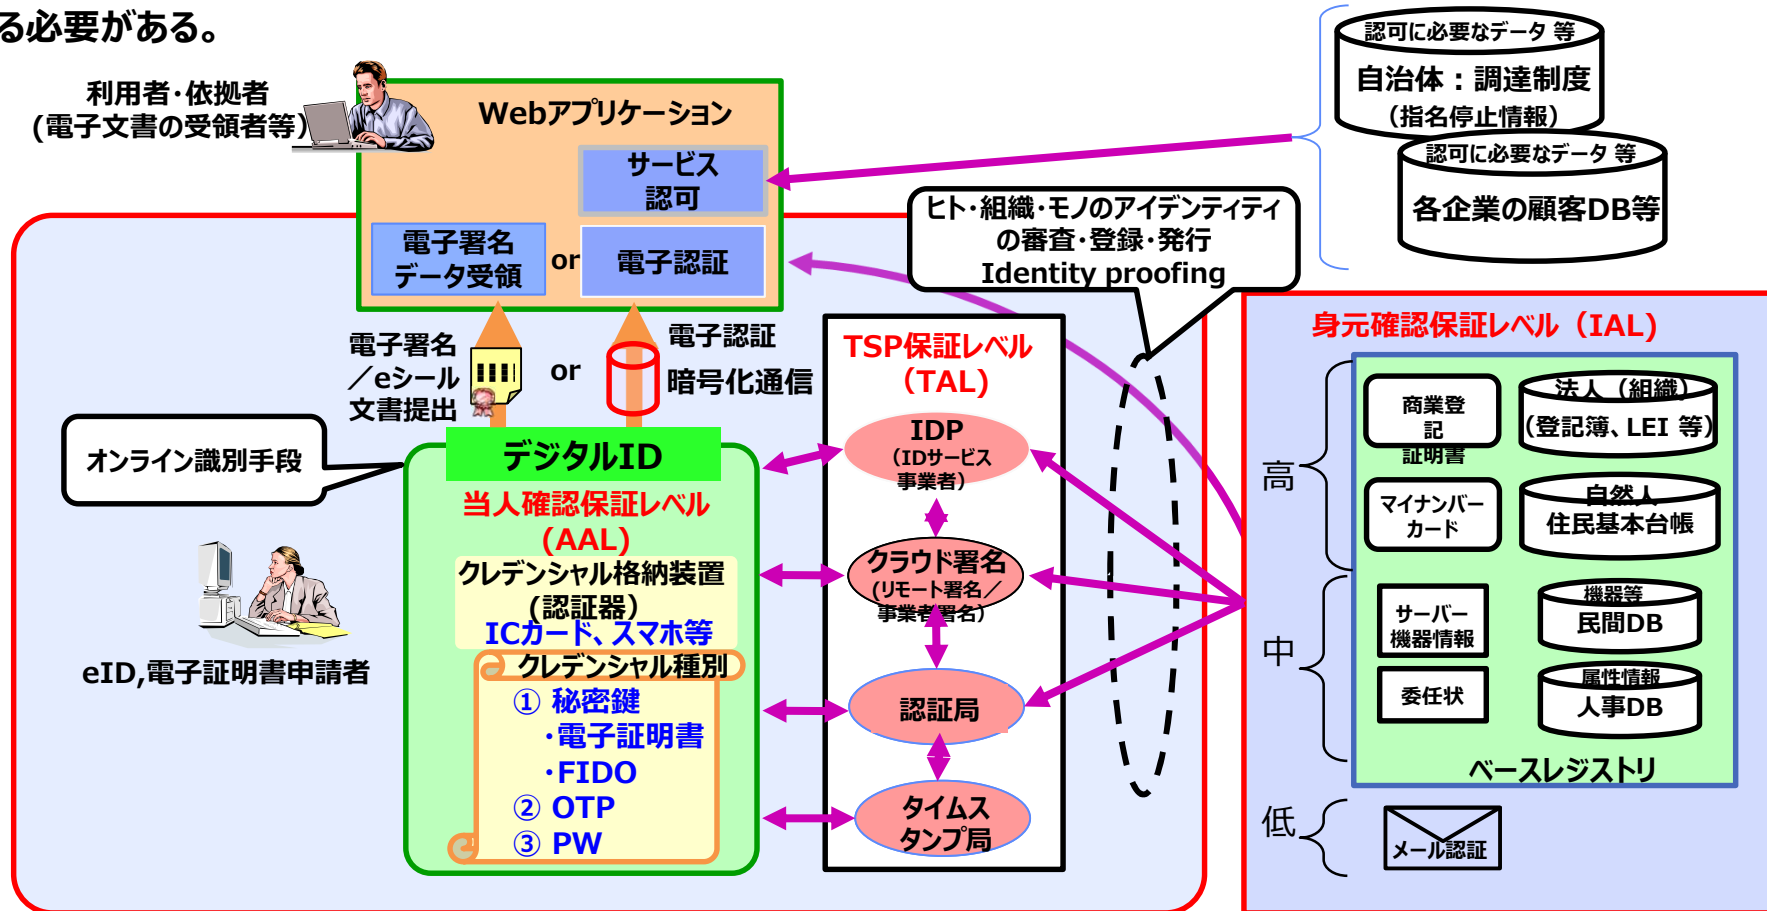 る必要がある。
利用者・依拠者
(電子文書の受領者等）
Webアプリケーション
サービス
認可
電子署名
データ受領
or
電子認証
認可に必要なデータ 等
自治体：調達制度
（指名停止情報）
認可に必要なデータ 等
各企業の顧客DB等
ヒト・組織・モノのアイデンティティ
の審査・登録・発行
Identity proofing
電子署名
／eシール
文書提出
or
電子認証
暗号化通信
オンライン識別手段
デジタルID
当人確認保証レベル
(AAL)
クレデンシャル格納装置
(認証器）
ICカード、スマホ等
クレデンシャル種別
① 秘密鍵
・電子証明書
・FIDO
② OTP
③ PW
eID,電子証明書申請者
TSP保証レベル
（TAL）
IDP
（IDサービス
事業者）
クラウド署名
(リモート署名／
事業者署名）
認証局
タイムス
タンプ局
身元確認保証レベル（IAL）
高
商業登
記
証明書
法人（組織）
(登記簿、LEI 等)
マイナンバー
カード
自然人
住民基本台帳
中
サーバー
機器情報
機器等
民間DB
委任状
属性情報
人事DB
ベースレジストリ
低
メール認証